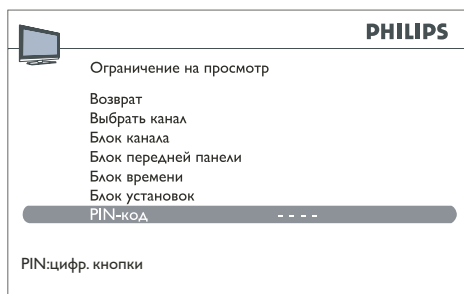 PHILIPS
Ограничение на просмотр
Возврат
Выбрать канал
Блок канала
Блок передней панели
Блок времени
Блок установок
PIN-код - - - -
PIN:цифр. кнопки